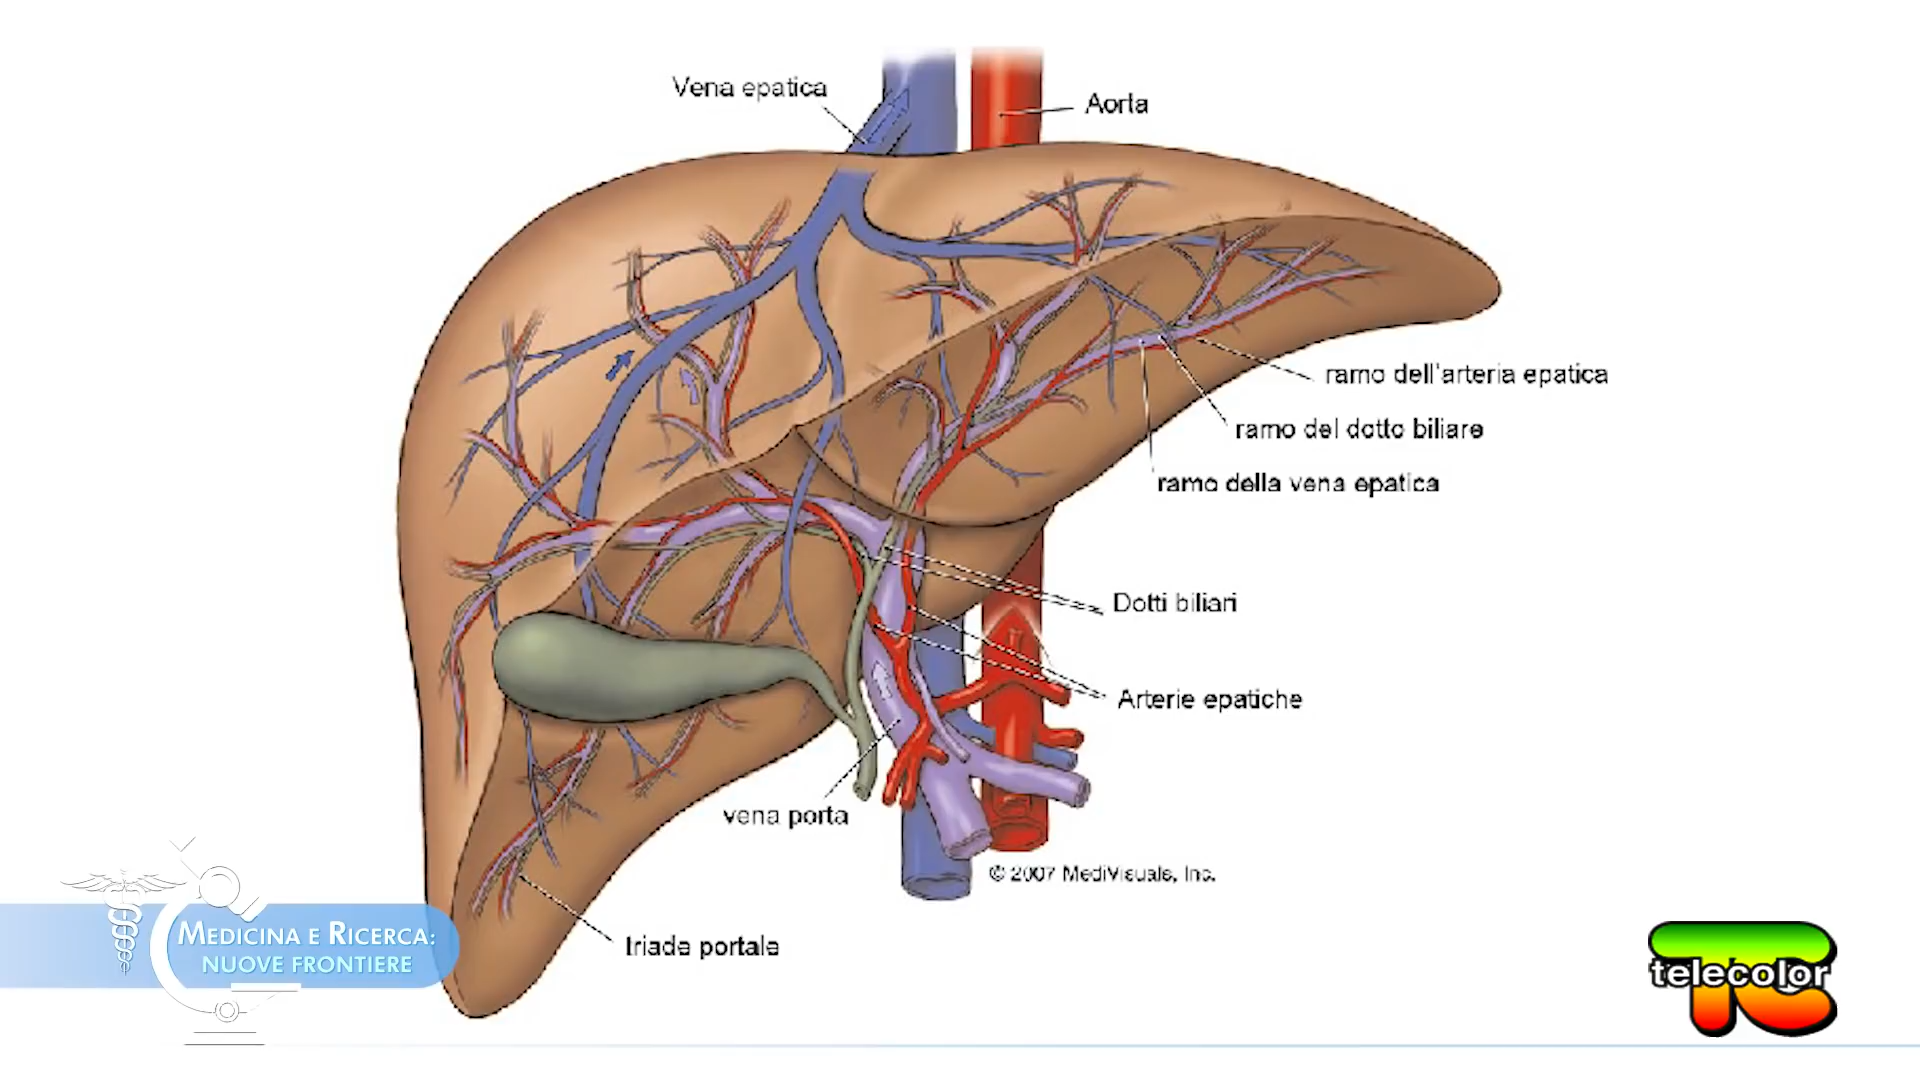 Vena epatica
Aorta
ramo dell'arteria epatica
ramo del dotto biliare
ramo della vena epatica
Dotti biliari
Arterie epatiche
vena porta
© 2007 MediVisuals, Inc.
Triade portale
MEDICINA E RICERCA:
NUOVE FRONTIERE
telecolor